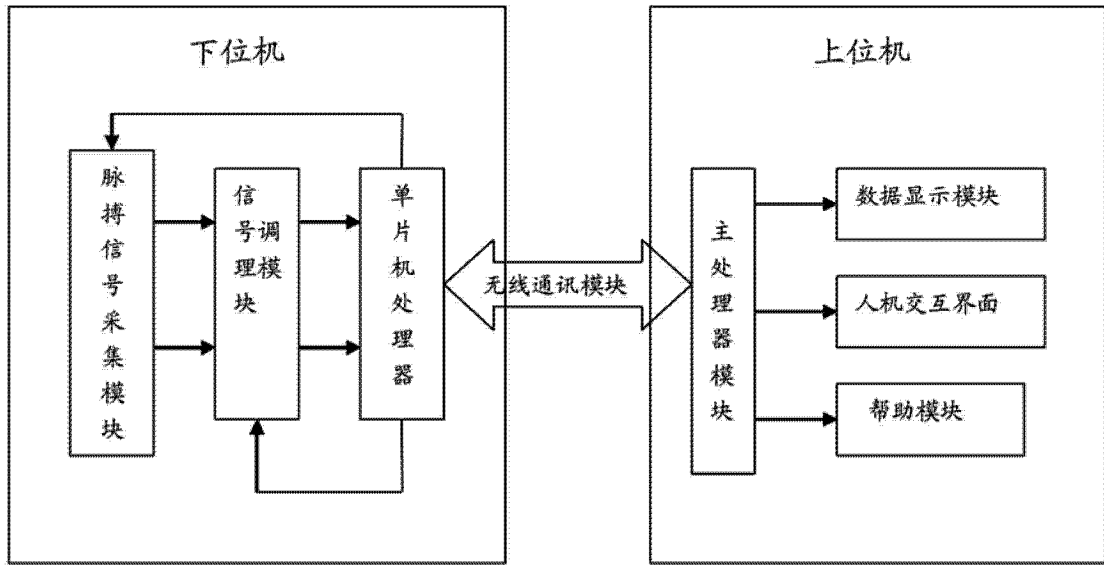 下位机
上位机
脉搏信号采集模块
信
号调
理模
块
单片机处理器
无线通讯模块
主处理器模块
数据显示模块
人机交互界面
帮助模块